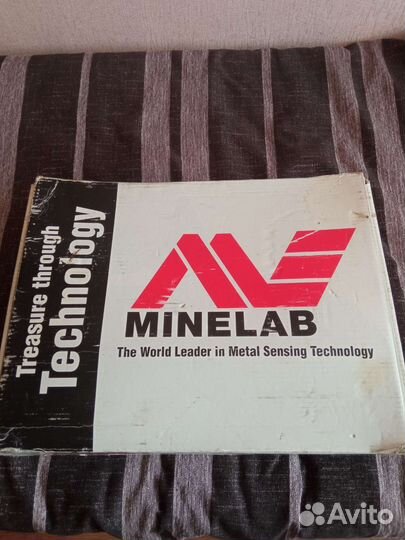 Treasure through
Technology
MINELAB
The World Leader in Metal Sensing Technology
Avito